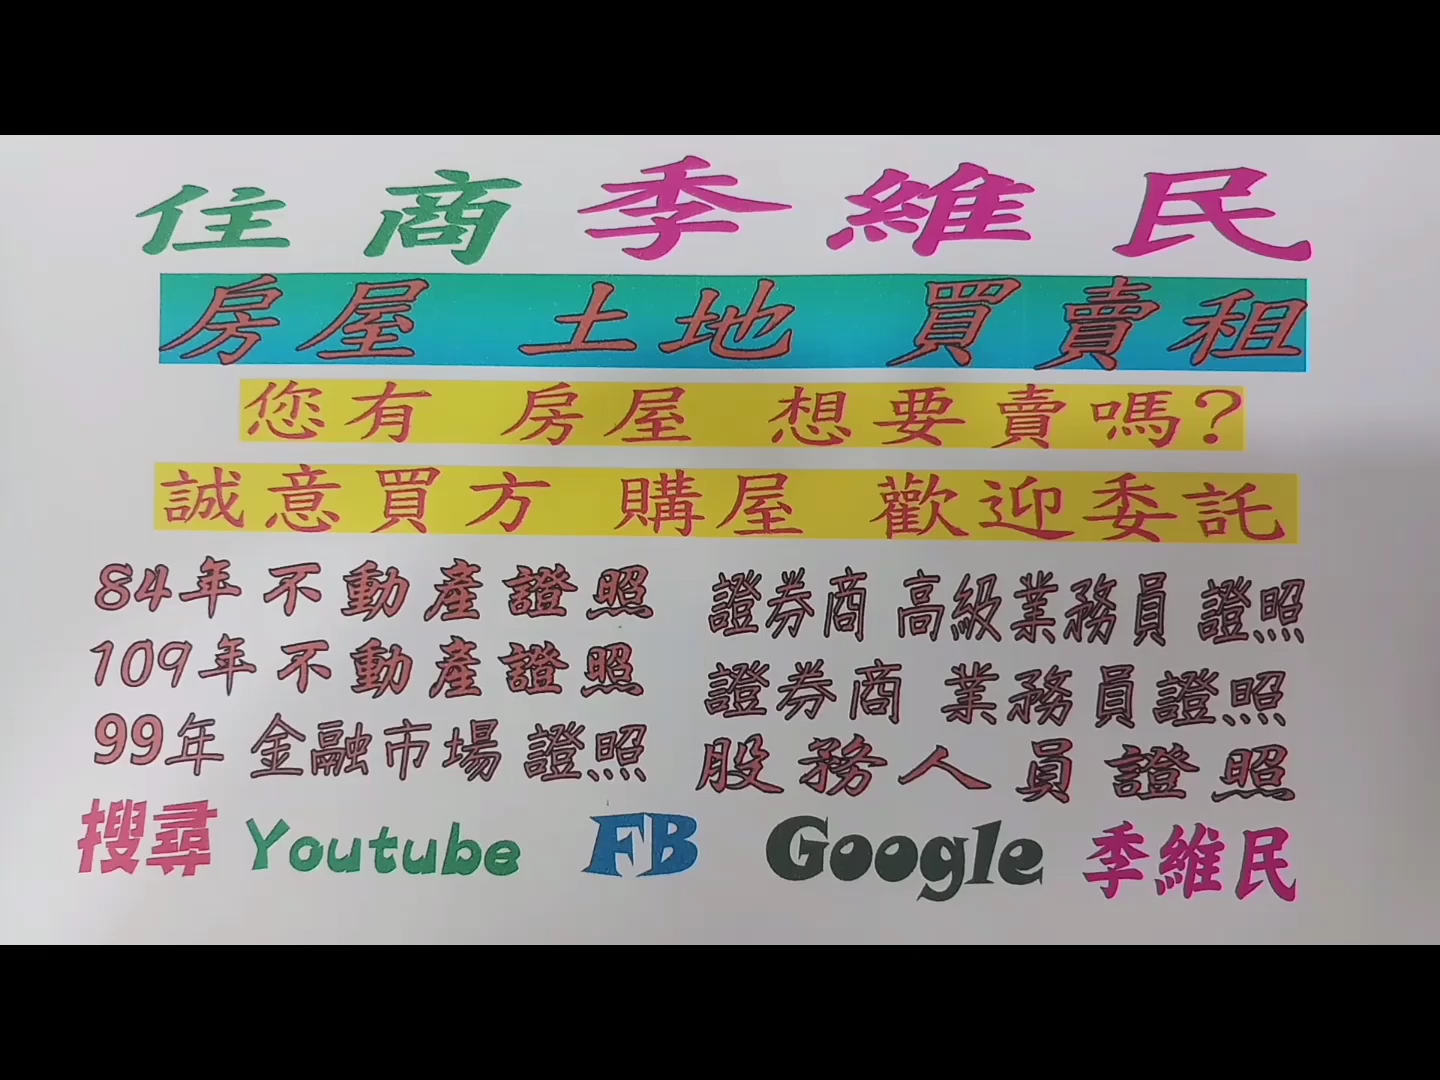 住商季維民
房屋 土地 買賣租
您有 房屋 想要賣嗎?
誠意買方 購屋 歡迎委託
84年不動產證照 證券商 高級業務員 證照
109年不動產證照 證券商 業務員證照
99年 金融市場 證照 股務人員證照
搜尋 Youtube FB Google 季維民